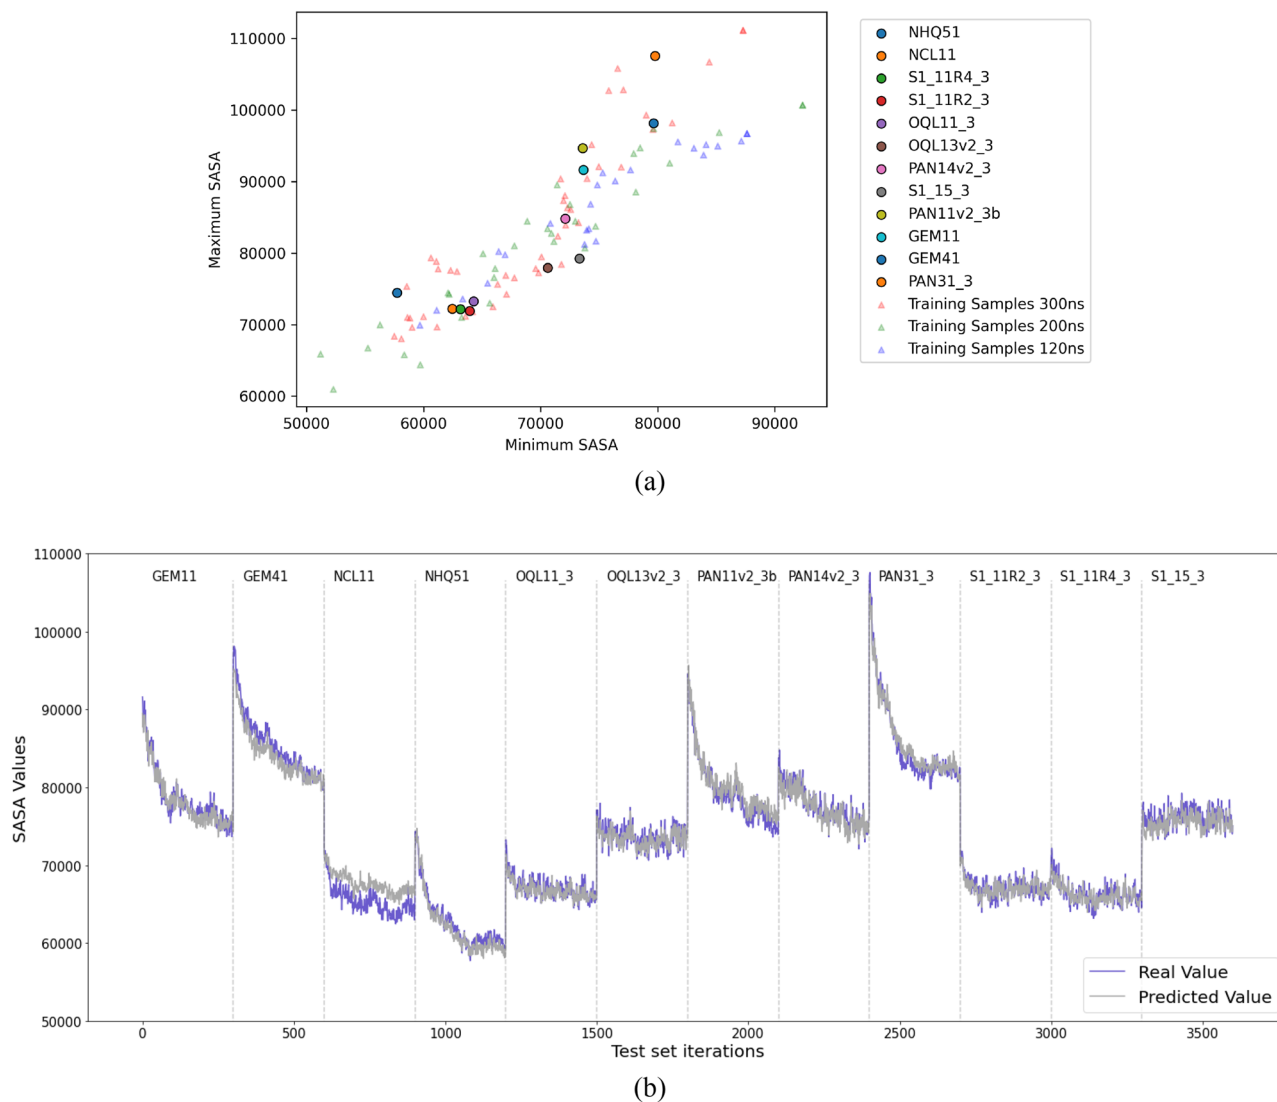 110000
100000
90000
80000
70000
60000
Maximum SASA
50000 60000 70000 80000 90000
Minimum SASA
NHQ51
NCL11
S1_11R4_3
S1_11R2_3
OQL11_3
OQL13v2_3
PAN14v2_3
S1_15_3
PAN11v2_3b
GEM11
GEM41
PAN31_3
Training Samples 300ns
Training Samples 200ns
Training Samples 120ns
(a)
110000
100000
90000
80000
70000
60000
50000
SASA Values
GEM11 GEM41 NCL11 NHQ51 OQL11_3 OQL13v2_3 PAN11v2_3b PAN14v2_3 PAN31_3 S1_11R2_3 S1_11R4_3 S1_15_3
Real Value
Predicted Value
0 500 1000 1500 2000 2500 3000 3500
Test set iterations
(b)